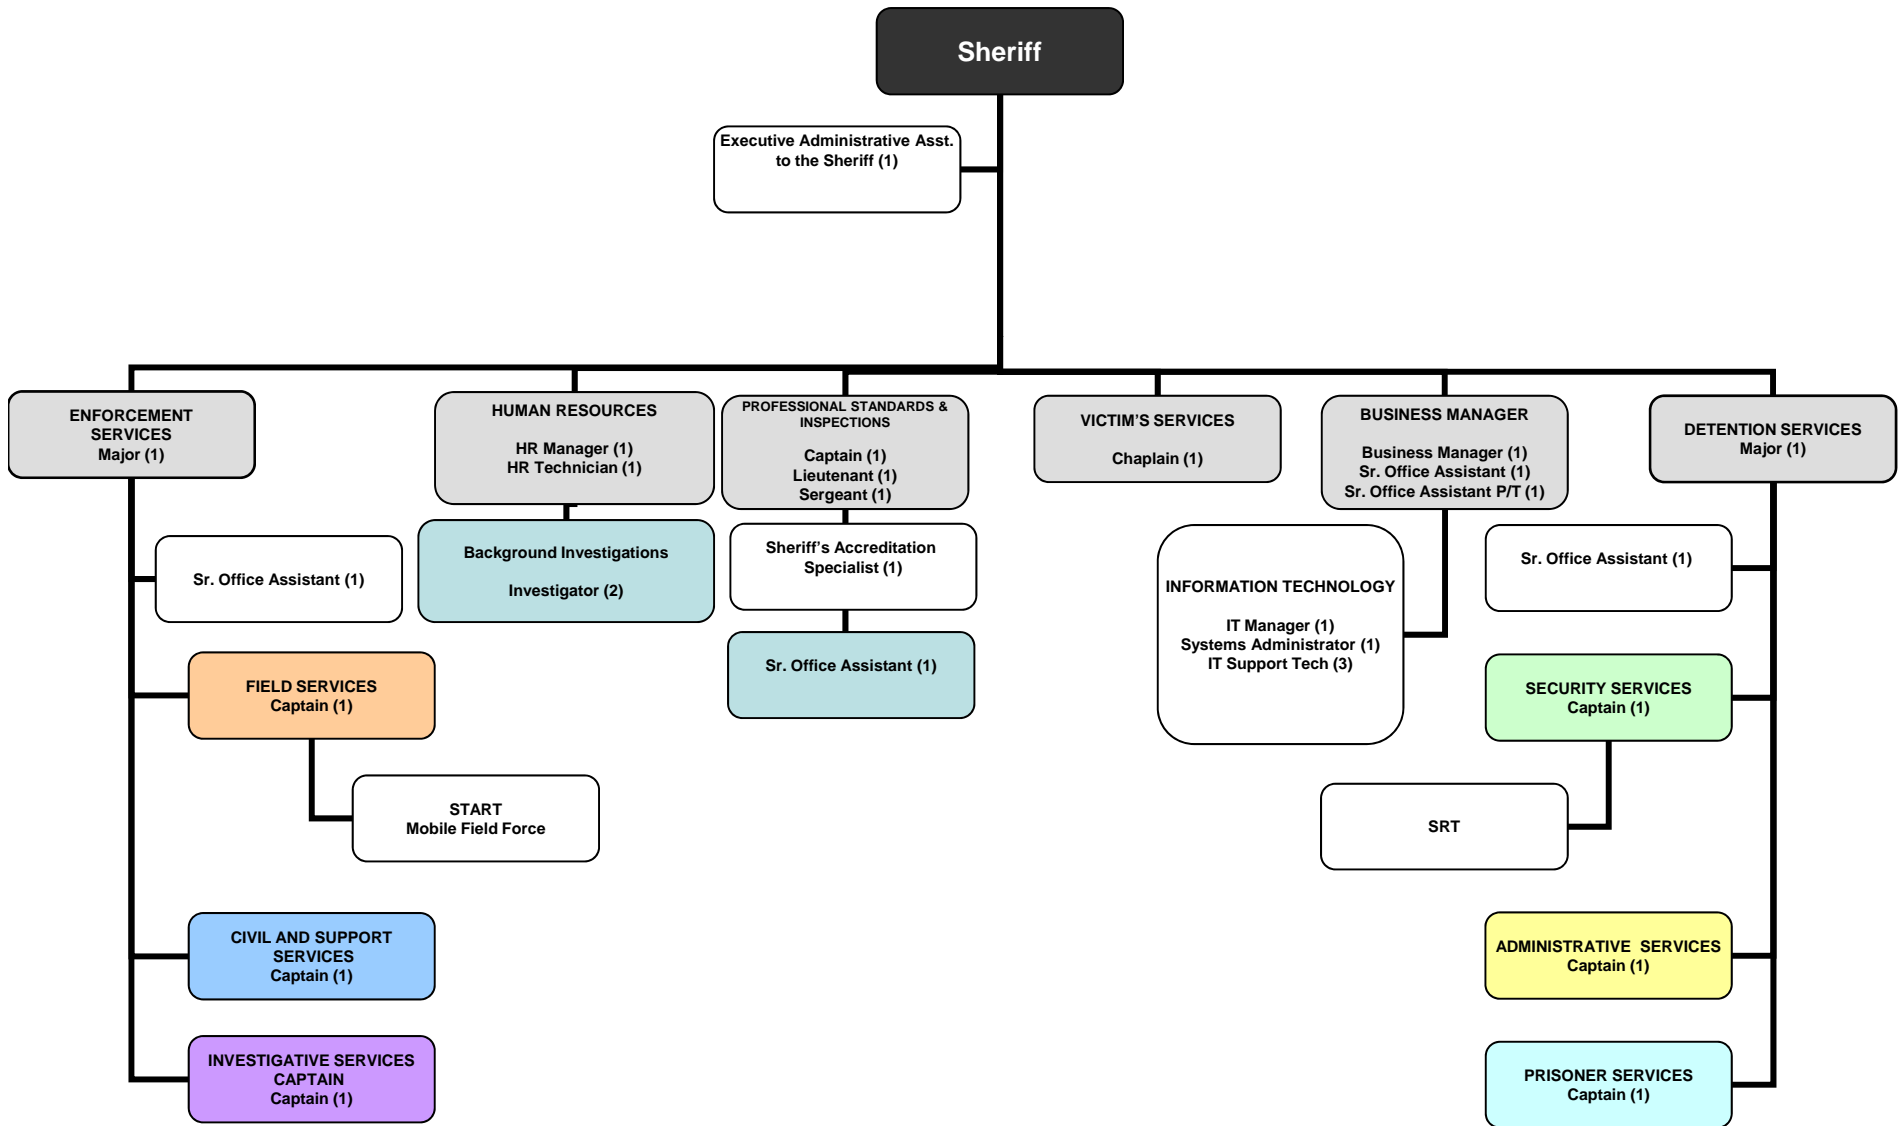 Sheriff
Executive Administrative Asst.
to the Sheriff (1)
ENFORCEMENT
SERVICES
Major (1)
HUMAN RESOURCES
HR Manager (1)
HR Technician (1)
PROFESSIONAL STANDARDS &
INSPECTIONS
Captain (1)
Lieutenant (1)
Sergeant (1)
VICTIM'S SERVICES
Chaplain (1)
BUSINESS MANAGER
Business Manager (1)
Sr. Office Assistant (1)
Sr. Office Assistant P/T (1)
DETENTION SERVICES
Major (1)
Sr. Office Assistant (1)
Background Investigations
Investigator (2)
Sheriff's Accreditation
Specialist (1)
Sr. Office Assistant (1)
INFORMATION TECHNOLOGY
IT Manager (1)
Systems Administrator (1)
IT Support Tech (3)
Sr. Office Assistant (1)
FIELD SERVICES
Captain (1)
SECURITY SERVICES
Captain (1)
START
Mobile Field Force
SRT
CIVIL AND SUPPORT
SERVICES
Captain (1)
ADMINISTRATIVE  SERVICES
Captain (1)
INVESTIGATIVE SERVICES
CAPTAIN
Captain (1)
PRISONER SERVICES
Captain (1)